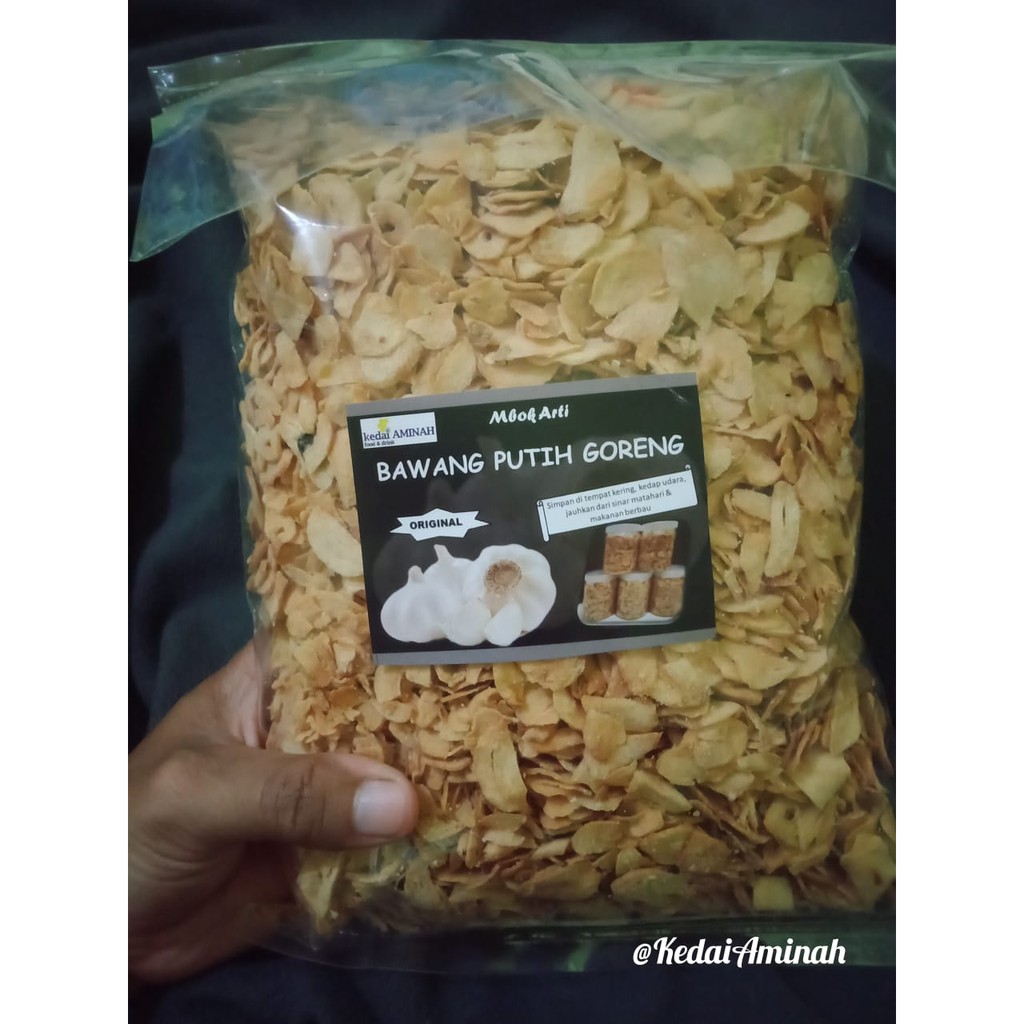 Mbok Arti
kedai AMINAH
food & drink
BAWANG PUTIH GORENG
Simpan di tempat kering, kedap udara,
jauhkan dari sinar matahari &
makanan berbau
ORIGINAL
@KedaiAminah